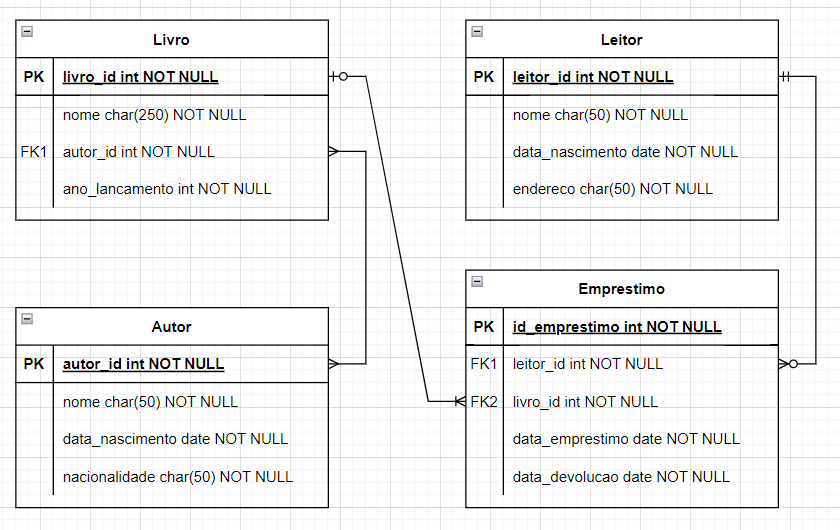 Livro
PK livro_id int NOT NULL
nome char(250) NOT NULL
FK1 autor_id int NOT NULL
ano_lancamento int NOT NULL
Leitor
PK leitor_id int NOT NULL
nome char(50) NOT NULL
data_nascimento date NOT NULL
endereco char(50) NOT NULL
Autor
PK autor_id int NOT NULL
nome char(50) NOT NULL
data_nascimento date NOT NULL
nacionalidade char(50) NOT NULL
Emprestimo
PK id_emprestimo int NOT NULL
FK1 leitor_id int NOT NULL
FK2 livro_id int NOT NULL
data_emprestimo date NOT NULL
data_devolucao date NOT NULL